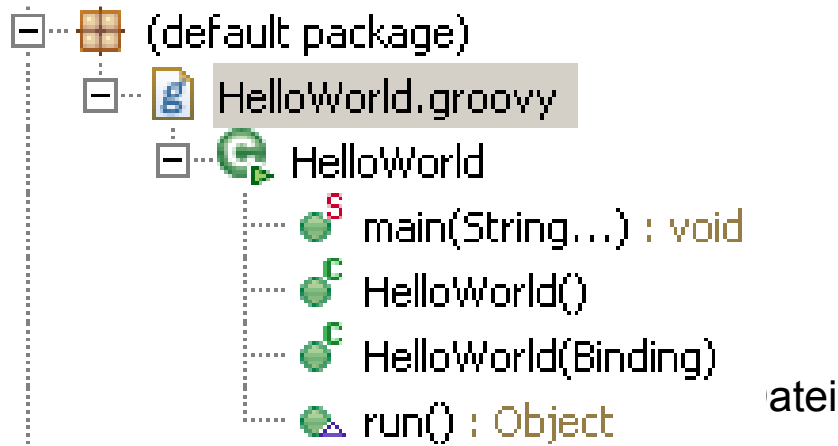 (default package)
HelloWorld.groovy
HelloWorld
main(String...) : void
HelloWorld()
HelloWorld(Binding)
run() : Object